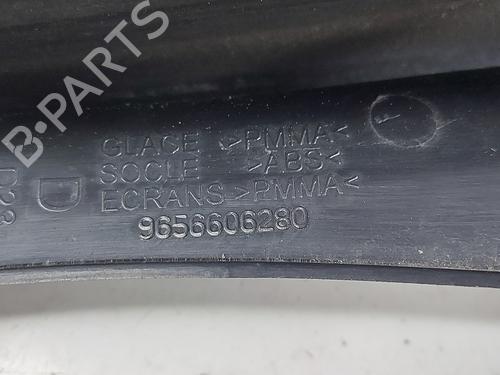 GLACE >PMMA<
SOCLE >ABS<
ECRANS >PMMA<
9656606280
D
F
B-PARTS